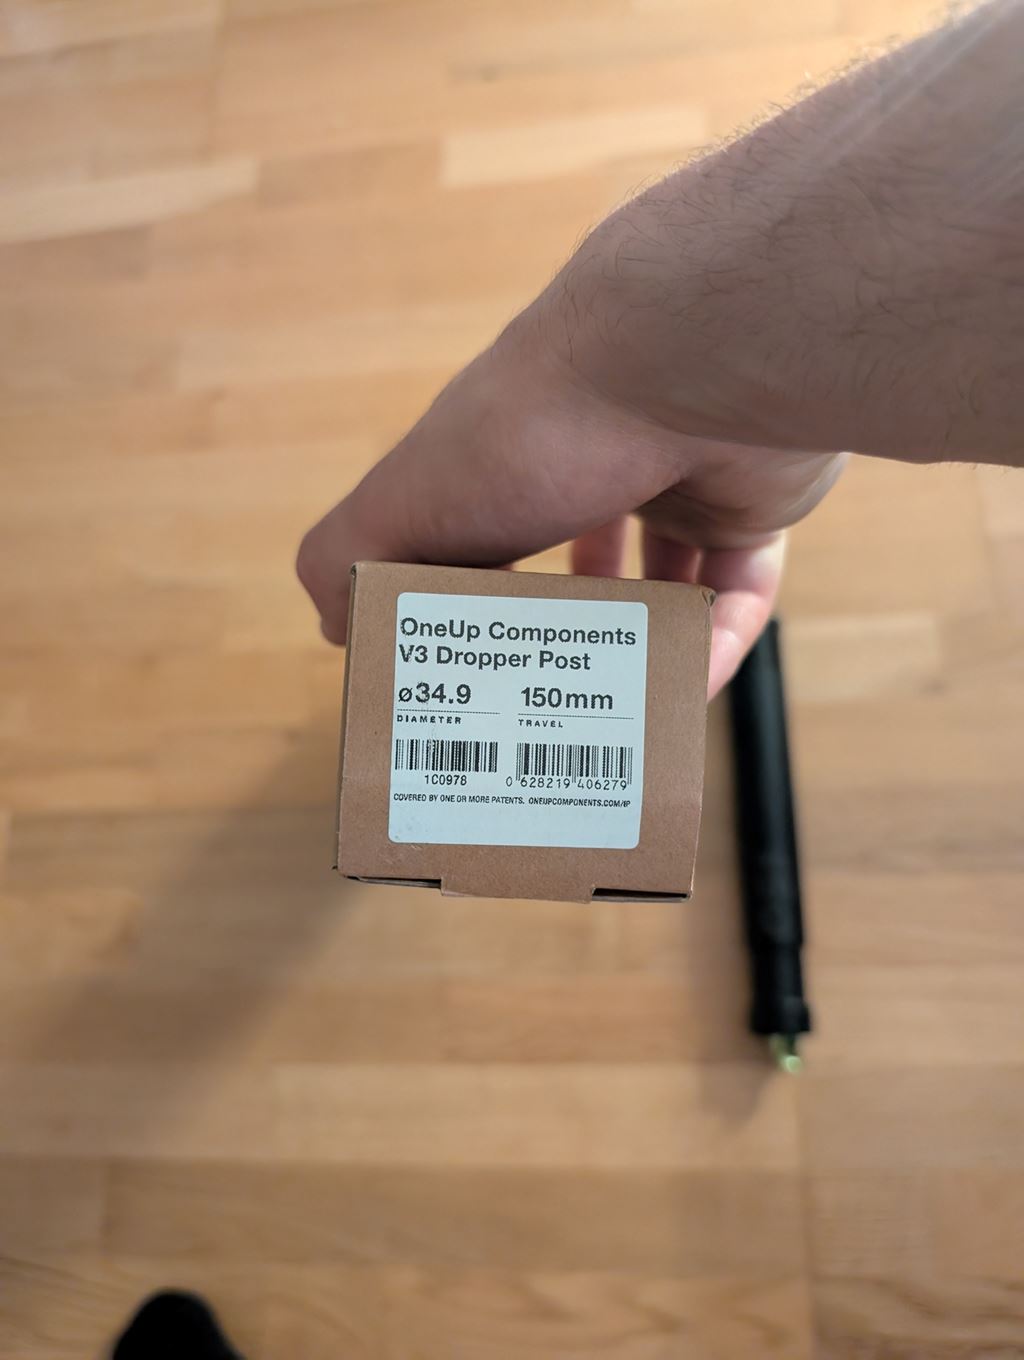 OneUp Components
V3 Dropper Post
ø34.9 150mm
DIAMETER TRAVEL
1C0978 0 628219 406279
COVERED BY ONE OR MORE PATENTS. ONEUPCOMPONENTS.COM/IP